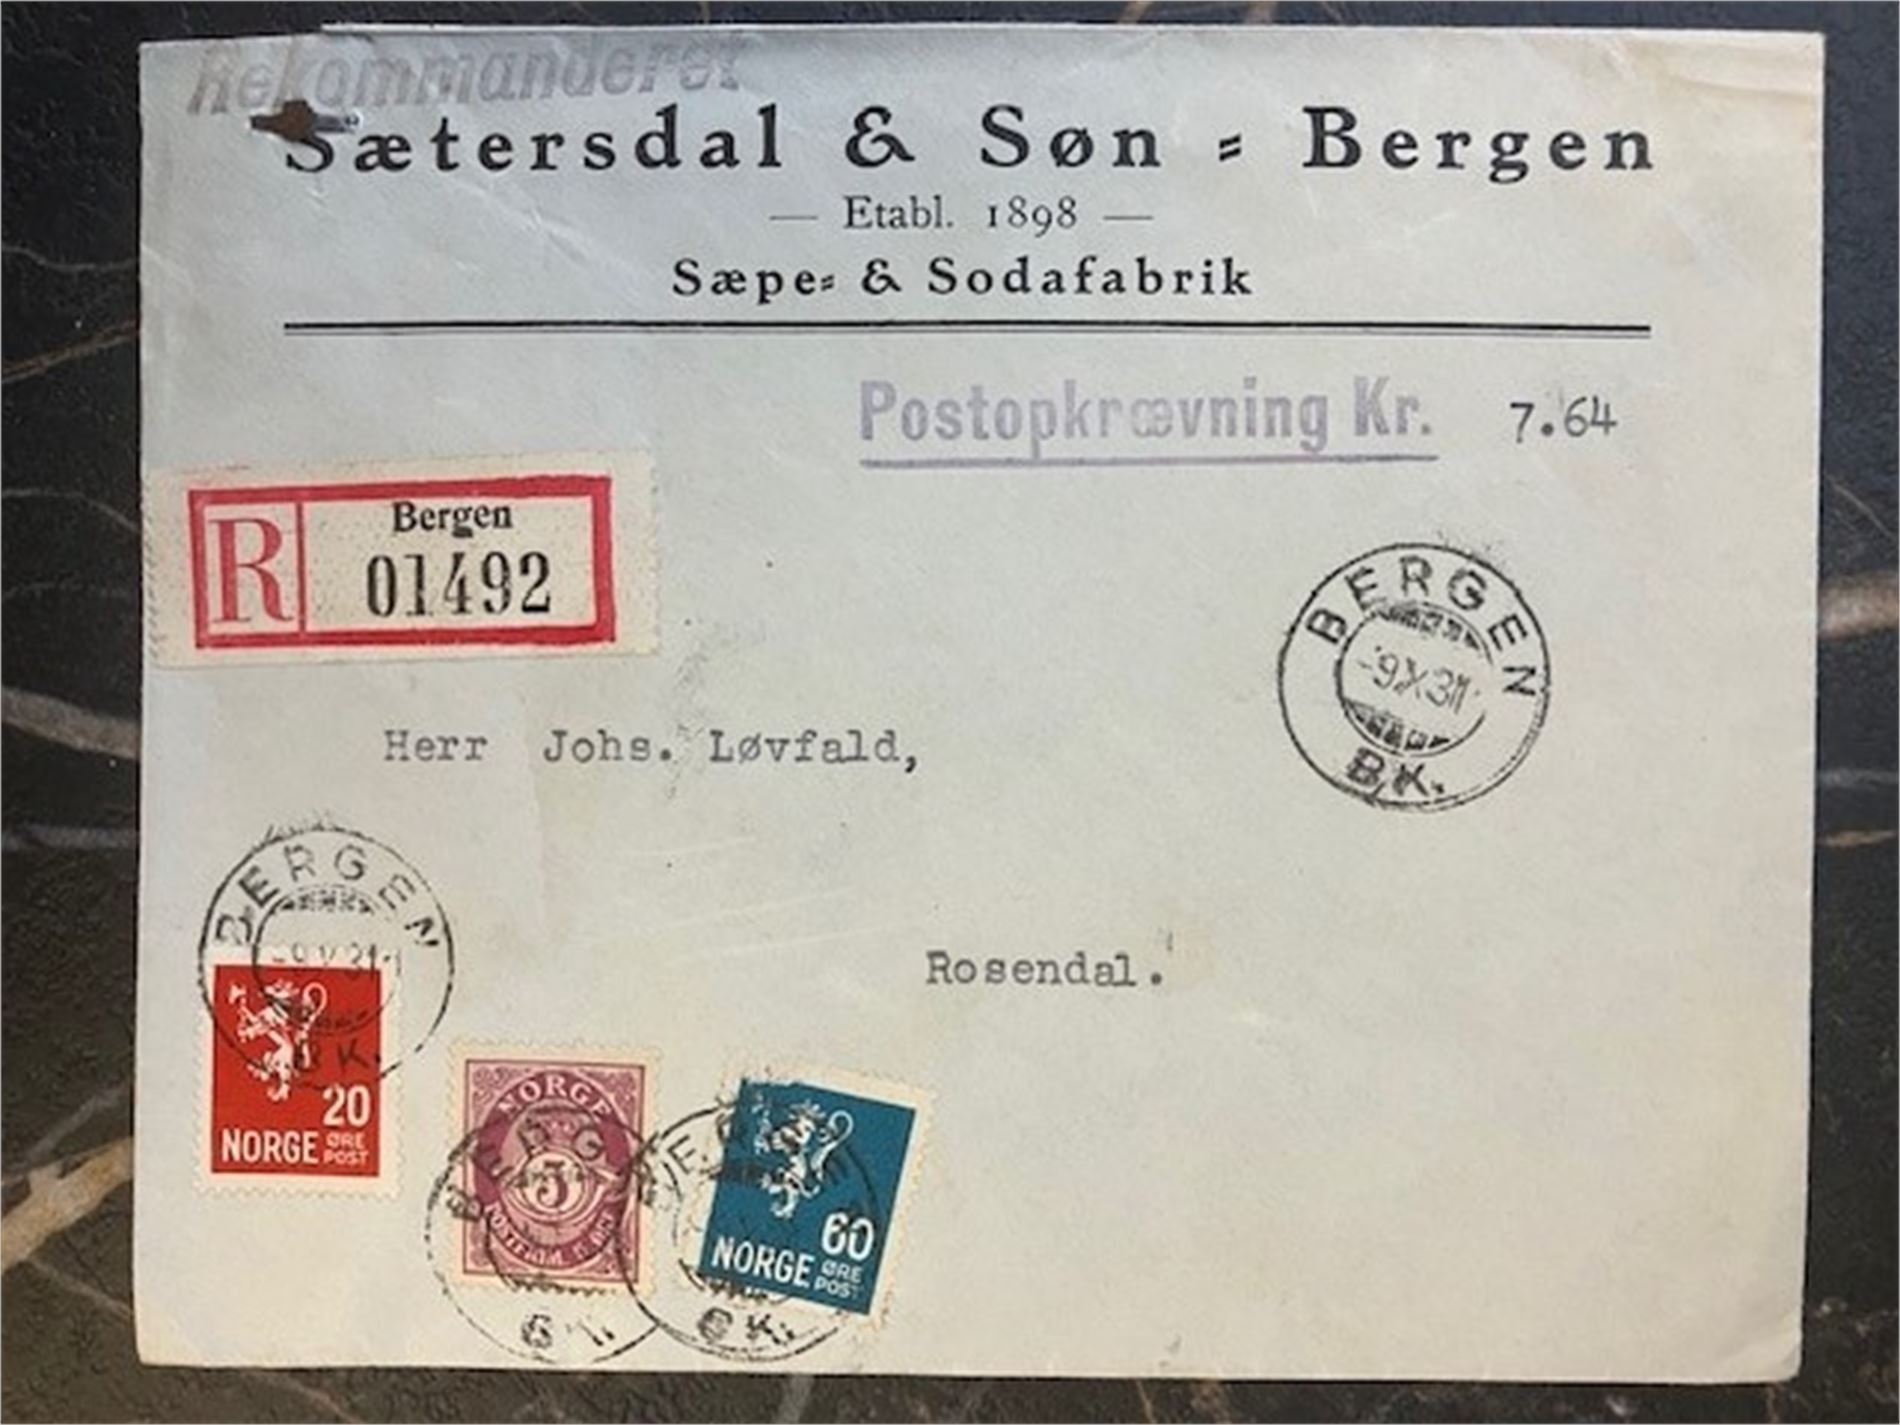 Rekommanderet
Sætersdal & Søn = Bergen
— Etabl. 1898 —
Sæpe= & Sodafabrik
Postopkrævning Kr. 7.64
R Bergen
01492
BERGEN
B.K.
Herr Johs. Løvfald,
BERGEN
B K.
Rosendal.
20
NORGE ØRE
POST
NORGE
5
60
NORGE ØRE
POST